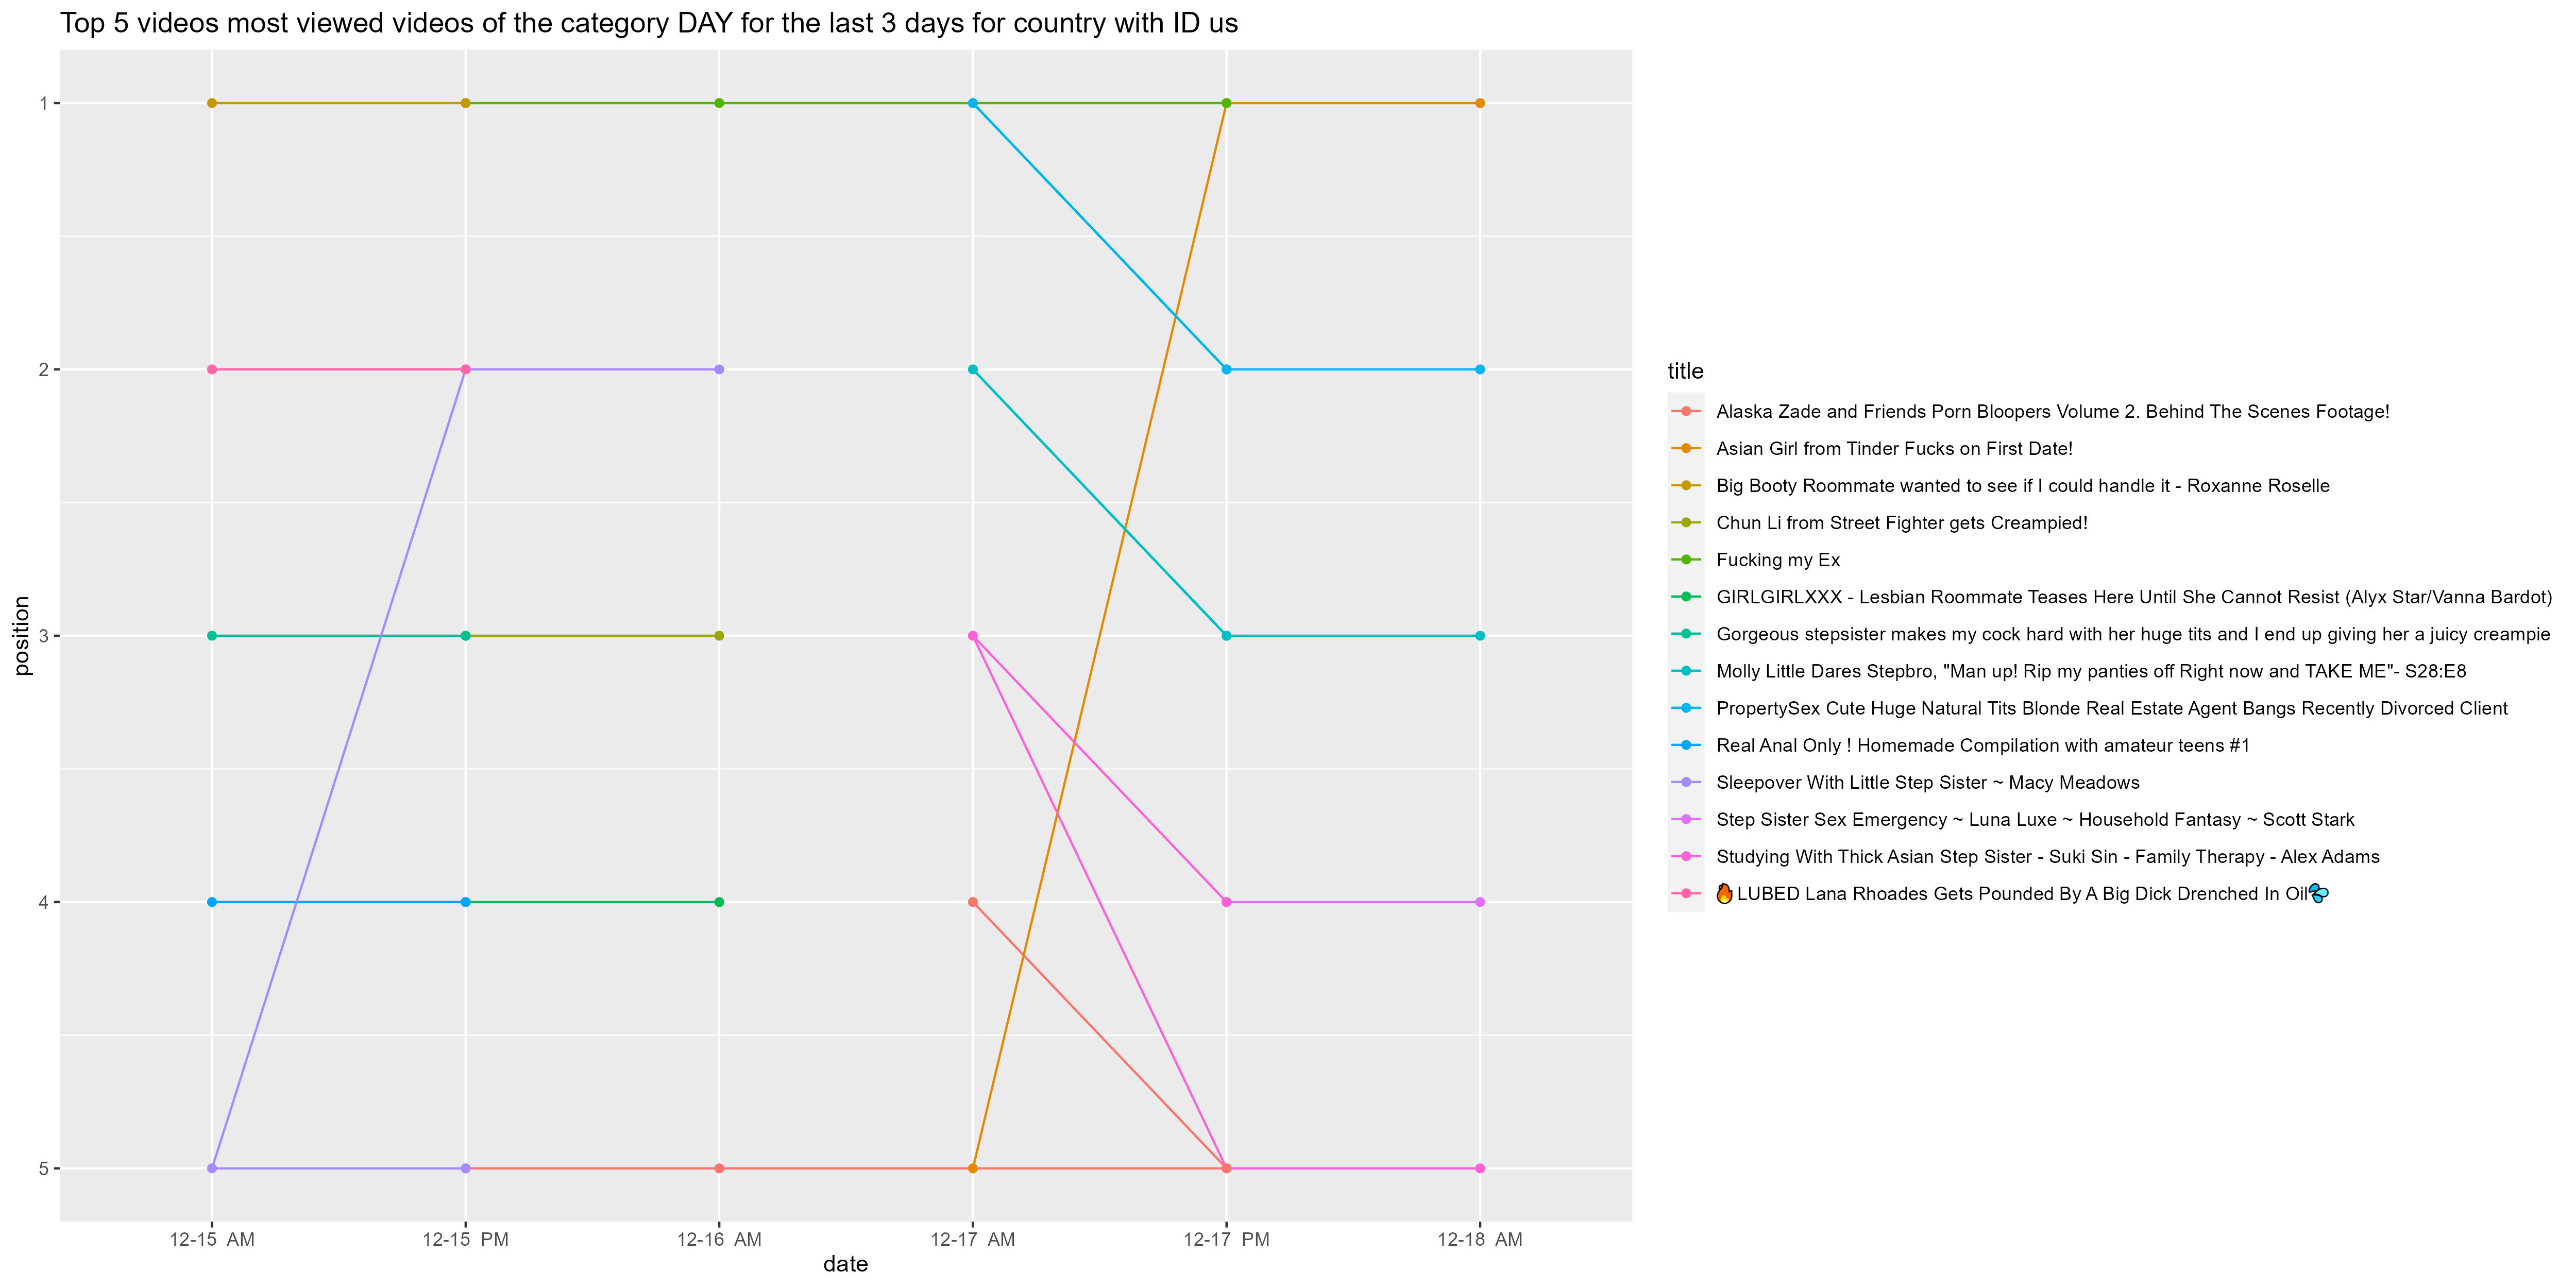 Top 5 videos most viewed videos of the category DAY for the last 3 days for country with ID us
position
1
2
3
4
5
12-15 AM
12-15 PM
12-16 AM
12-17 AM
12-17 PM
12-18 AM
date
title
Alaska Zade and Friends Porn Bloopers Volume 2. Behind The Scenes Footage!
Asian Girl from Tinder Fucks on First Date!
Big Booty Roommate wanted to see if I could handle it - Roxanne Roselle
Chun Li from Street Fighter gets Creampied!
Fucking my Ex
GIRLGIRLXXX - Lesbian Roommate Teases Here Until She Cannot Resist (Alyx Star/Vanna Bardot)
Gorgeous stepsister makes my cock hard with her huge tits and I end up giving her a juicy creampie
Molly Little Dares Stepbro, "Man up! Rip my panties off Right now and TAKE ME"- S28:E8
PropertySex Cute Huge Natural Tits Blonde Real Estate Agent Bangs Recently Divorced Client
Real Anal Only ! Homemade Compilation with amateur teens #1
Sleepover With Little Step Sister ~ Macy Meadows
Step Sister Sex Emergency ~ Luna Luxe ~ Household Fantasy ~ Scott Stark
Studying With Thick Asian Step Sister - Suki Sin - Family Therapy - Alex Adams
🔥LUBED Lana Rhoades Gets Pounded By A Big Dick Drenched In Oil💦